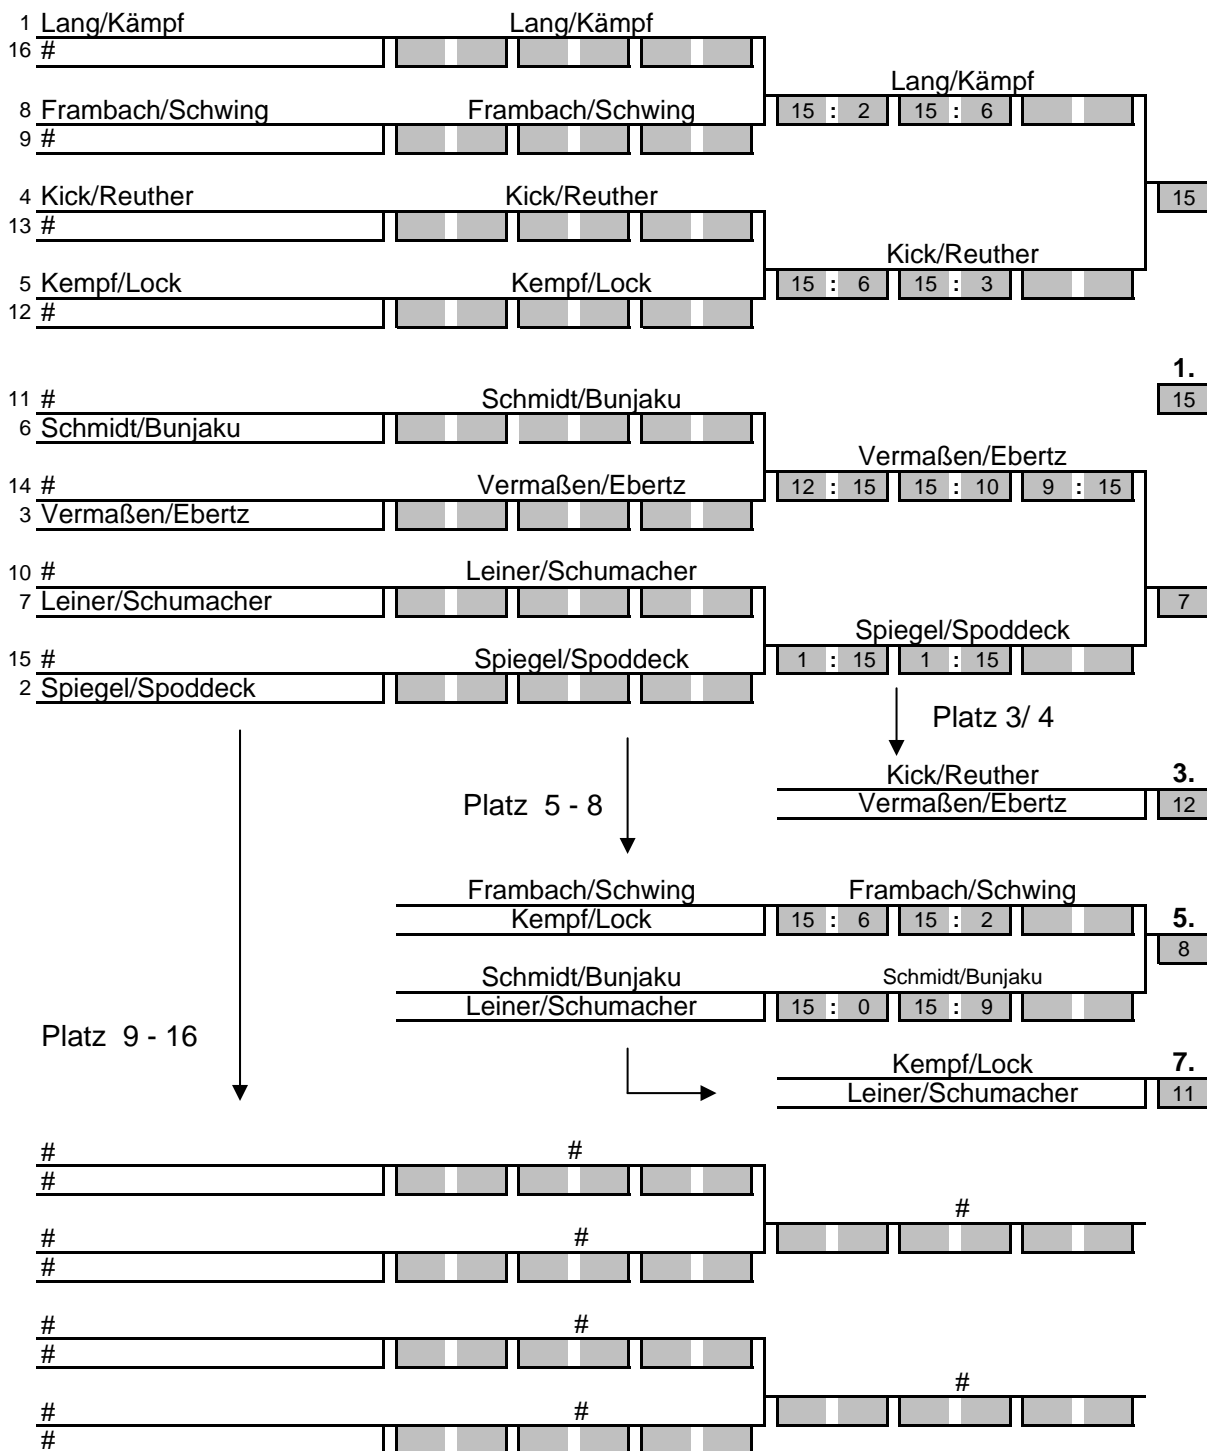 1 Lang/Kämpf Lang/Kämpf
16 #
Lang/Kämpf
8 Frambach/Schwing Frambach/Schwing 15 : 2 15 : 6
9 #
4 Kick/Reuther Kick/Reuther 15
13 #
Kick/Reuther
5 Kempf/Lock Kempf/Lock 15 : 6 15 : 3
12 #
1.
11 # Schmidt/Bunjaku 15
6 Schmidt/Bunjaku
Vermaßen/Ebertz
14 # Vermaßen/Ebertz 12 : 15 15 : 10 9 : 15
3 Vermaßen/Ebertz
10 # Leiner/Schumacher
7 Leiner/Schumacher 7
Spiegel/Spoddeck
15 # Spiegel/Spoddeck 1 : 15 1 : 15
2 Spiegel/Spoddeck
Platz 3/ 4
Kick/Reuther 3.
Platz 5 - 8 Vermaßen/Ebertz 12
Frambach/Schwing Frambach/Schwing
Kempf/Lock 15 : 6 15 : 2 5.
8
Schmidt/Bunjaku Schmidt/Bunjaku
Leiner/Schumacher 15 : 0 15 : 9
Platz 9 - 16
Kempf/Lock 7.
Leiner/Schumacher 11
# #
#
#
# #
#
# #
#
#
# #
#